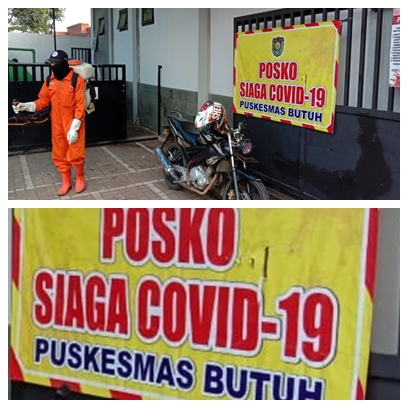 POSKO
SIAGA COVID-19
PUSKESMAS BUTUH
POSKO
SIAGA COVID-19
PUSKESMAS BUTUH